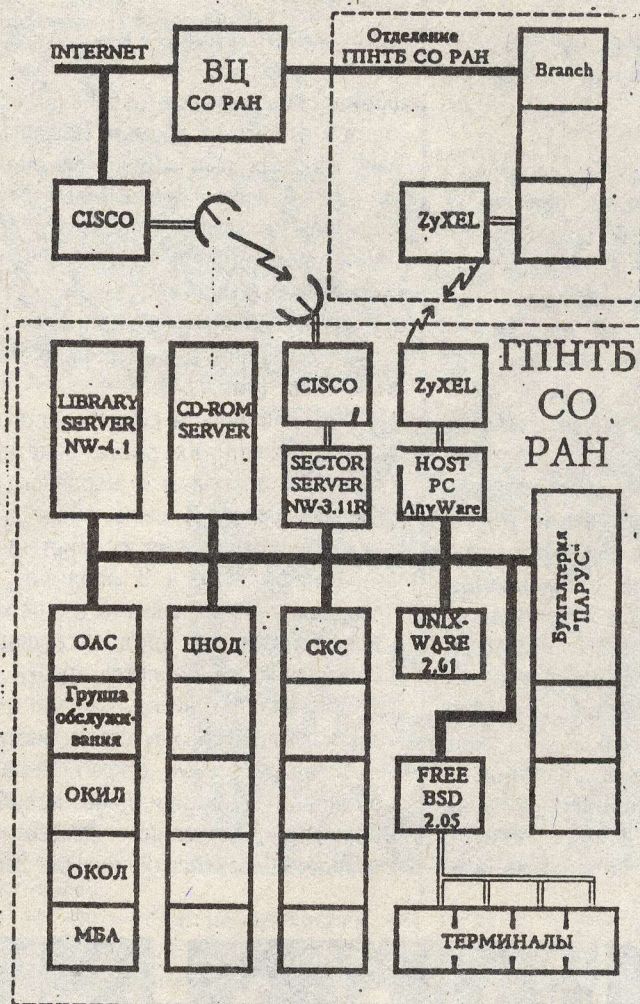 INTERNET
ВЦ
СО РАН
Отделение
ГПНТБ СО РАН
Branch
CISCO
ZyXEL
ГПНТБ
СО
РАН
LIBRARY
SERVER
NW-4.1
CD-ROM
SERVER
CISCO
ZyXEL
SECTOR
SERVER
NW-3.11R
HOST
PC
AnyWare
Бухгалтерия
"ПАРУС"
ОАС
ЦНОД
СКС
UNIX-
WARE
2.01
Группа
обслужи-
вания
ОКИЛ
FREE
BSD
2.05
ОКОЛ
МБА
ТЕРМИНАЛЫ